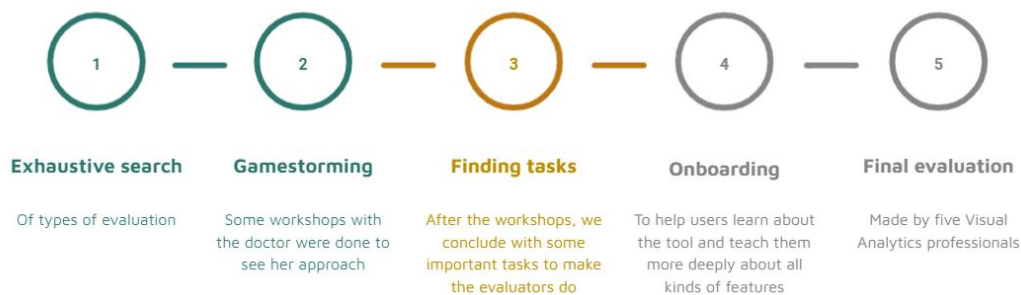 1
2
3
4
5
Exhaustive search
Of types of evaluation
Gamestorming
Some workshops with
the doctor were done to
see her approach
Finding tasks
After the workshops, we
conclude with some
important tasks to make
the evaluators do
Onboarding
To help users learn about
the tool and teach them
more deeply about all
kinds of features
Final evaluation
Made by five Visual
Analytics professionals